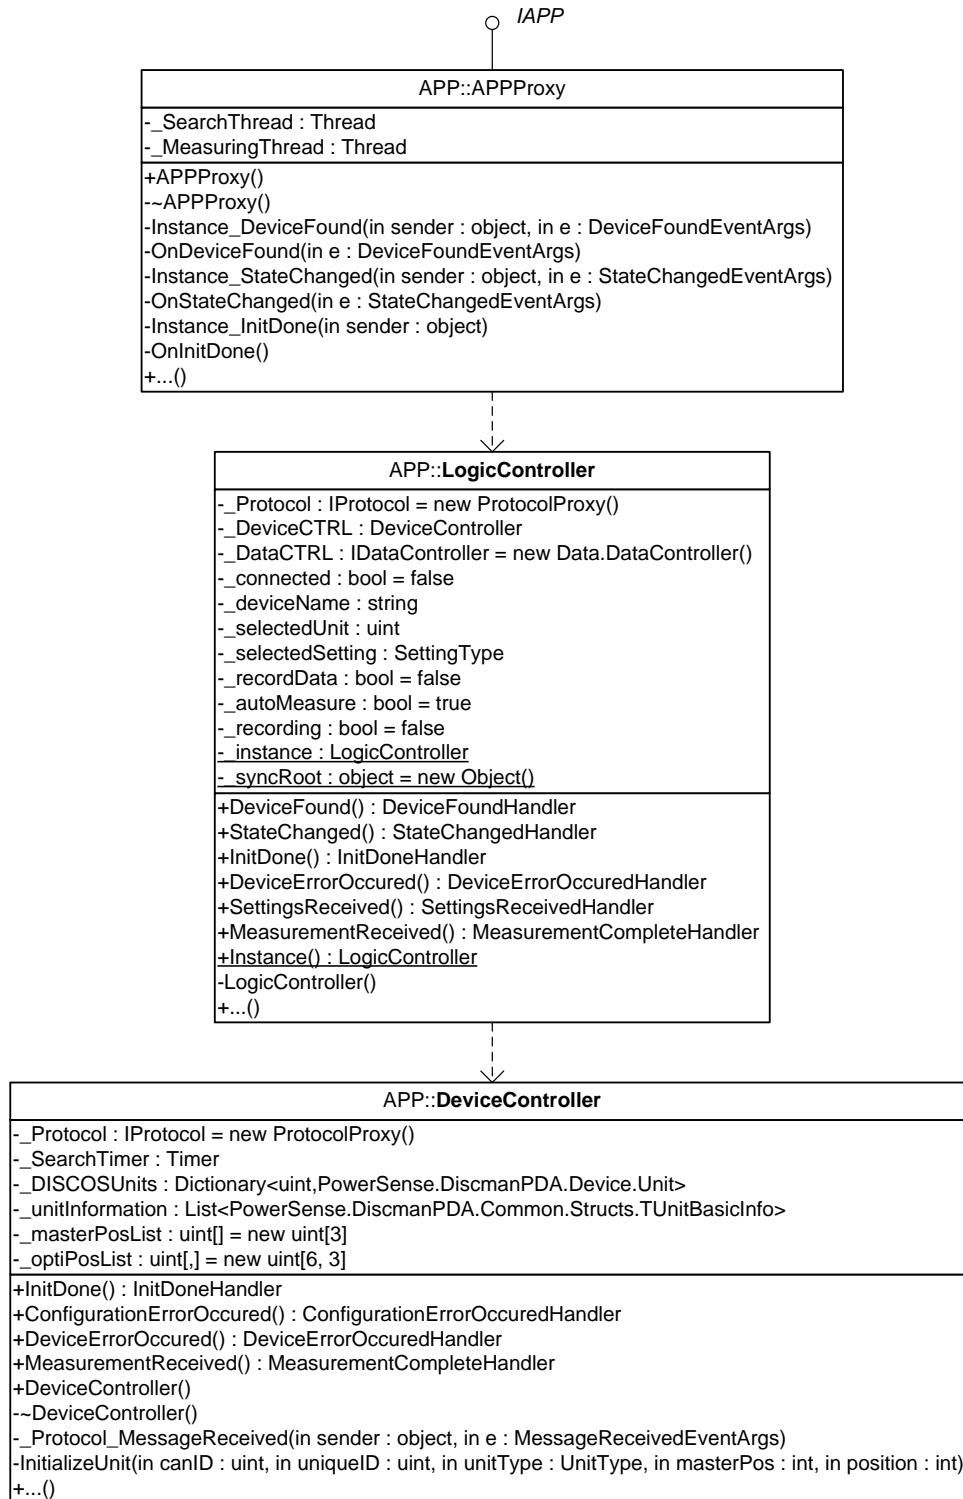 IAPP
APP::APPProxy
-_SearchThread : Thread
-_MeasuringThread : Thread
+APPProxy()
-~APPProxy()
-Instance_DeviceFound(in sender : object, in e : DeviceFoundEventArgs)
-OnDeviceFound(in e : DeviceFoundEventArgs)
-Instance_StateChanged(in sender : object, in e : StateChangedEventArgs)
-OnStateChanged(in e : StateChangedEventArgs)
-Instance_InitDone(in sender : object)
-OnInitDone()
+...()
APP::LogicController
-_Protocol : IProtocol = new ProtocolProxy()
-_DeviceCTRL : DeviceController
-_DataCTRL : IDataController = new Data.DataController()
-_connected : bool = false
-_deviceName : string
-_selectedUnit : uint
-_selectedSetting : SettingType
-_recordData : bool = false
-_autoMeasure : bool = true
-_recording : bool = false
-_instance : LogicController
-_syncRoot : object = new Object()
+DeviceFound() : DeviceFoundHandler
+StateChanged() : StateChangedHandler
+InitDone() : InitDoneHandler
+DeviceErrorOccured() : DeviceErrorOccuredHandler
+SettingsReceived() : SettingsReceivedHandler
+MeasurementReceived() : MeasurementCompleteHandler
+Instance() : LogicController
-LogicController()
+...()
APP::DeviceController
-_Protocol : IProtocol = new ProtocolProxy()
-_SearchTimer : Timer
-_DISCOSUnits : Dictionary<uint,PowerSense.DiscmanPDA.Device.Unit>
-_unitInformation : List<PowerSense.DiscmanPDA.Common.Structs.TUnitBasicInfo>
-_masterPosList : uint[] = new uint[3]
-_optiPosList : uint[,] = new uint[6, 3]
+InitDone() : InitDoneHandler
+ConfigurationErrorOccured() : ConfigurationErrorOccuredHandler
+DeviceErrorOccured() : DeviceErrorOccuredHandler
+MeasurementReceived() : MeasurementCompleteHandler
+DeviceController()
-~DeviceController()
-_Protocol_MessageReceived(in sender : object, in e : MessageReceivedEventArgs)
-InitializeUnit(in canID : uint, in uniqueID : uint, in unitType : UnitType, in masterPos : int, in position : int)
+...()